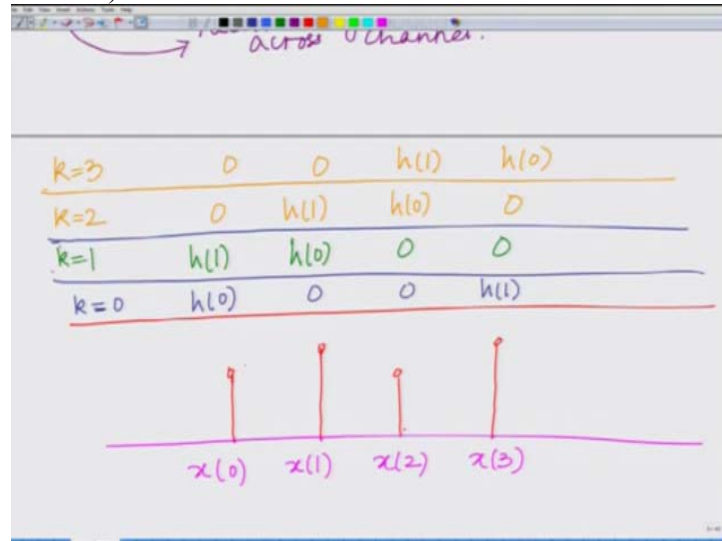 across channel.
k=3 0 0 h(1) h(0)
k=2 0 h(1) h(0) 0
k=1 h(1) h(0) 0 0
k=0 h(0) 0 0 h(1)
x(0) x(1) x(2) x(3)